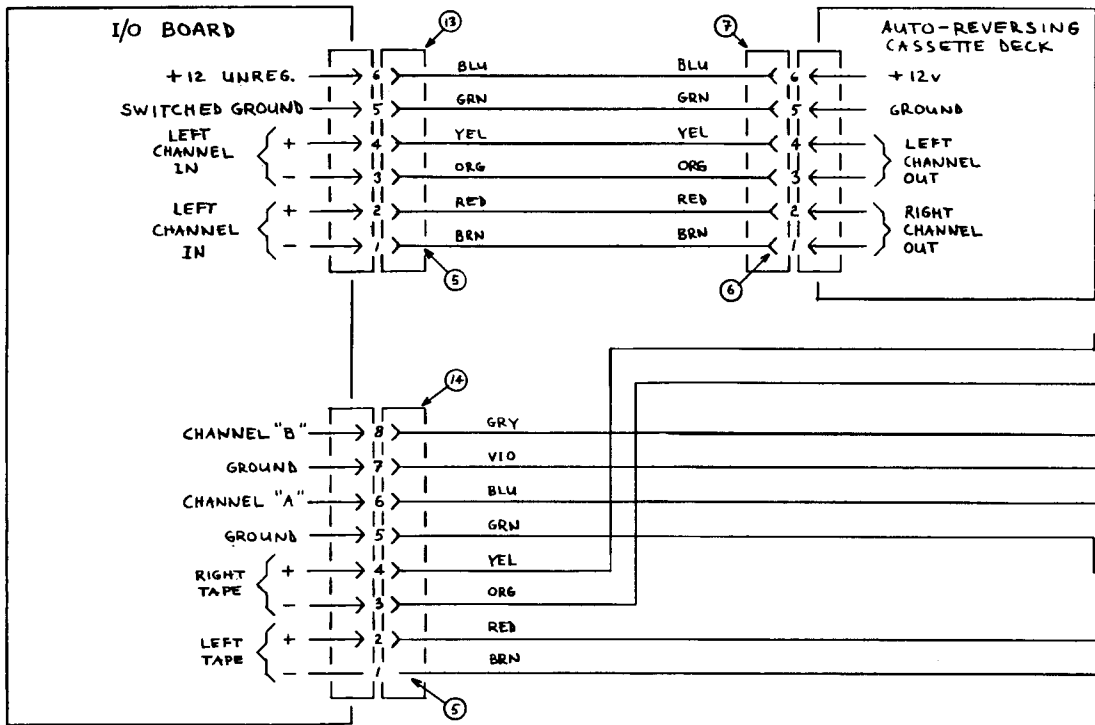 I/O BOARD
13
7
AUTO-REVERSING
CASSETTE DECK
+12 UNREG. 6 BLU BLU 6 +12V
SWITCHED GROUND 5 GRN GRN 5 GROUND
LEFT
CHANNEL
IN
+ 4 YEL YEL 4
- 3 ORG ORG 3
LEFT
CHANNEL
OUT
LEFT
CHANNEL
IN
+ 2 RED RED 2
- 1 BRN BRN 1
RIGHT
CHANNEL
OUT
5
6
14
CHANNEL "B" 8 GRY
GROUND 7 VIO
CHANNEL "A" 6 BLU
GROUND 5 GRN
RIGHT
TAPE
+ 4 YEL
- 3 ORG
LEFT
TAPE
+ 2 RED
- 1 BRN
5